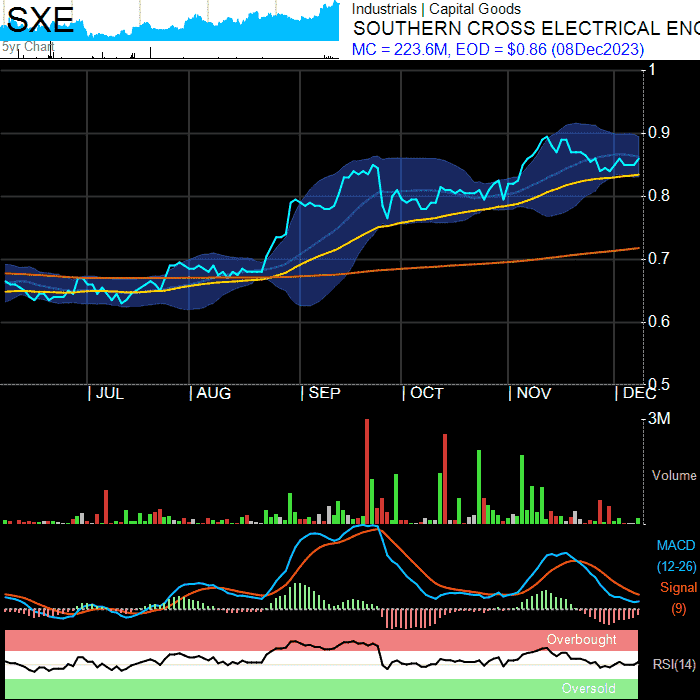 SXE
5yr Chart
Industrials | Capital Goods
SOUTHERN CROSS ELECTRICAL ENG
MC = 223.6M, EOD = $0.86 (08Dec2023)
1
0.9
0.8
0.7
0.6
0.5
| JUL | AUG | SEP | OCT | NOV | DEC
3M
Volume
MACD
(12-26)
Signal
(9)
Overbought
RSI(14)
Oversold